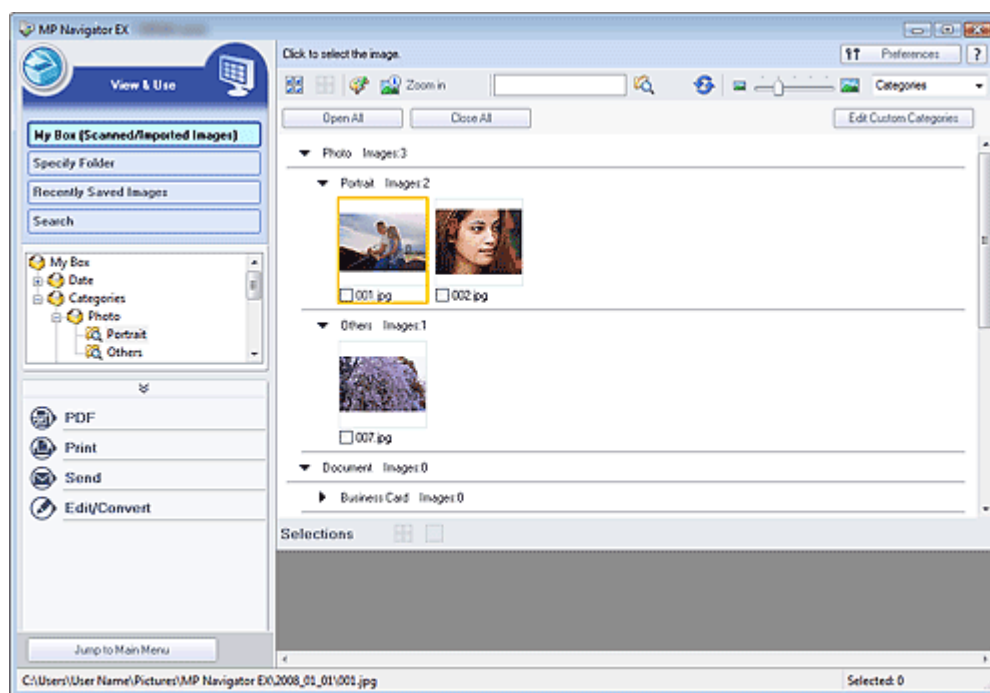 MP Navigator EX
View & Use
My Box (Scanned/Imported Images)
Specify Folder
Recently Saved Images
Search
My Box
Date
Categories
Photo
Portrait
Others
PDF
Print
Send
Edit/Convert
Jump to Main Menu
Click to select the image.
Preferences
?
Zoom in
Categories
Open All
Close All
Edit Custom Categories
Photo Images:3
Portrait Images:2
001.jpg
002.jpg
Others Images:1
007.jpg
Document Images:0
Business Card Images:0
Selections
C:\Users\User Name\Pictures\MP Navigator EX\2008_01_01\001.jpg
Selected: 0